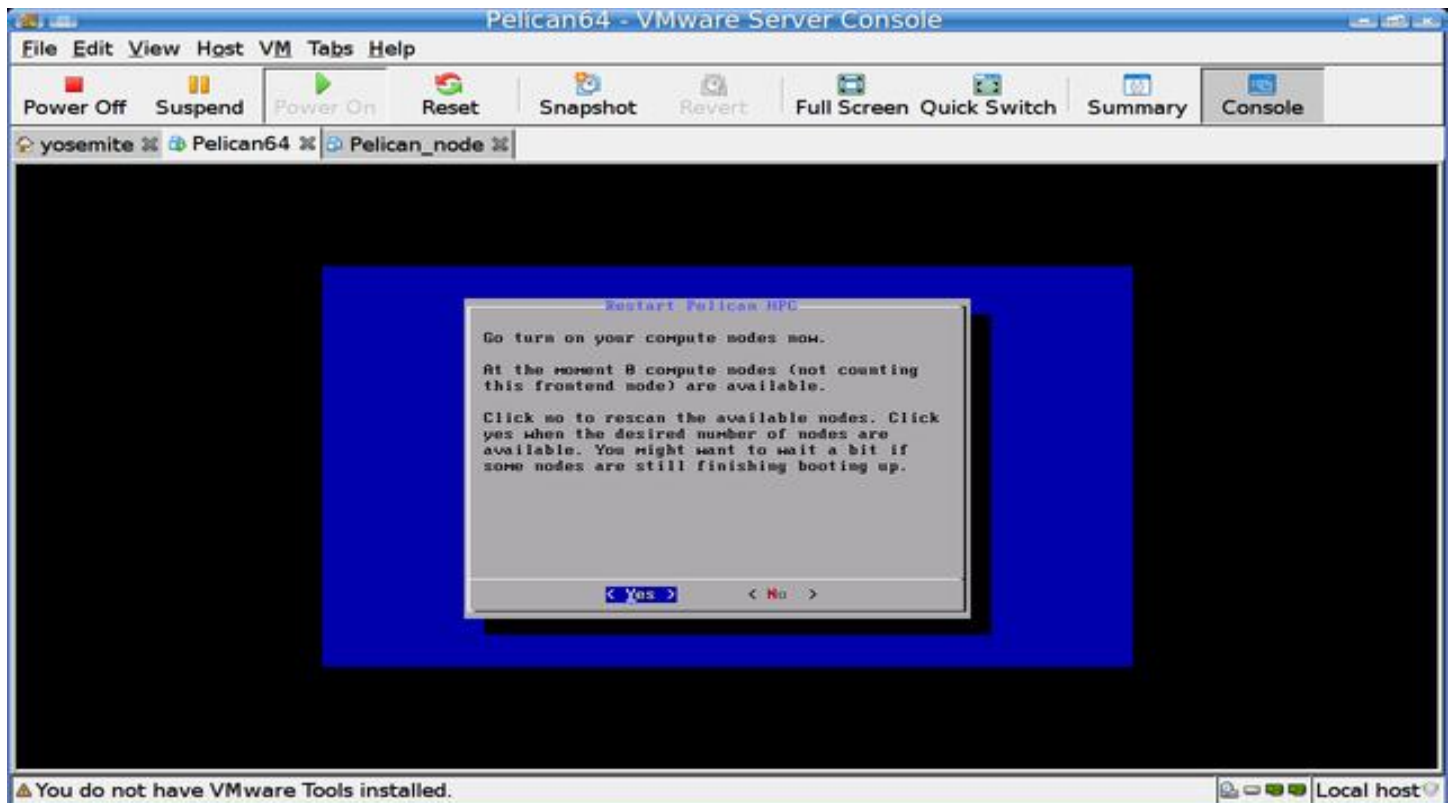 Pelican64 - VMware Server Console
File Edit View Host VM Tabs Help
Power Off Suspend Power On Reset Snapshot Revert Full Screen Quick Switch Summary Console
yosemite Pelican64 Pelican_node
Restart Pelican HPC
Go turn on your compute nodes now.
At the moment 0 compute nodes (not counting
this frontend node) are available.
Click no to rescan the available nodes. Click
yes when the desired number of nodes are
available. You might want to wait a bit if
some nodes are still finishing booting up.
< Yes > < No >
You do not have VMware Tools installed. Local host